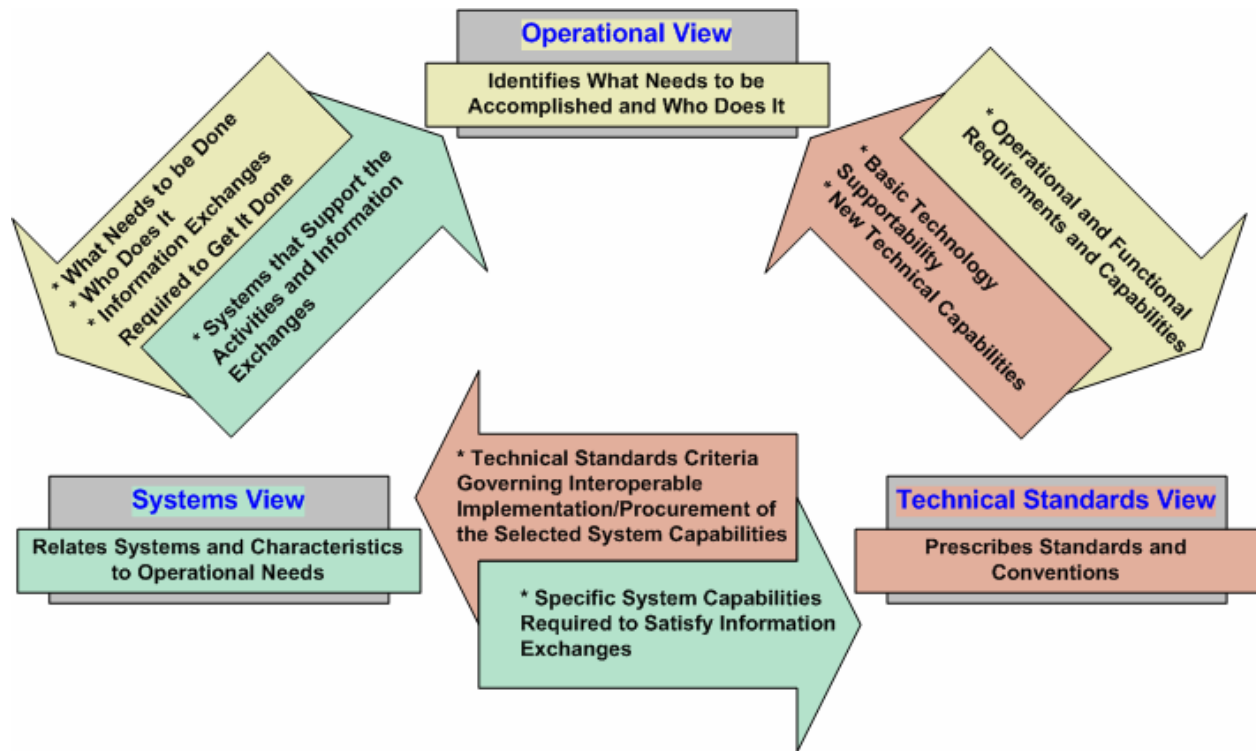 Operational View
Identifies What Needs to be
Accomplished and Who Does It
* What Needs to be Done
* Who Does It
* Information Exchanges
Required to Get It Done
* Systems that Support the
Activities and Information
Exchanges
* Basic Technology
Supportability
* New Technical Capabilities
* Operational and Functional
Requirements and Capabilities
* Technical Standards Criteria
Governing Interoperable
Implementation/Procurement of
the Selected System Capabilities
Systems View
Relates Systems and Characteristics
to Operational Needs
Technical Standards View
Prescribes Standards and
Conventions
* Specific System Capabilities
Required to Satisfy Information
Exchanges